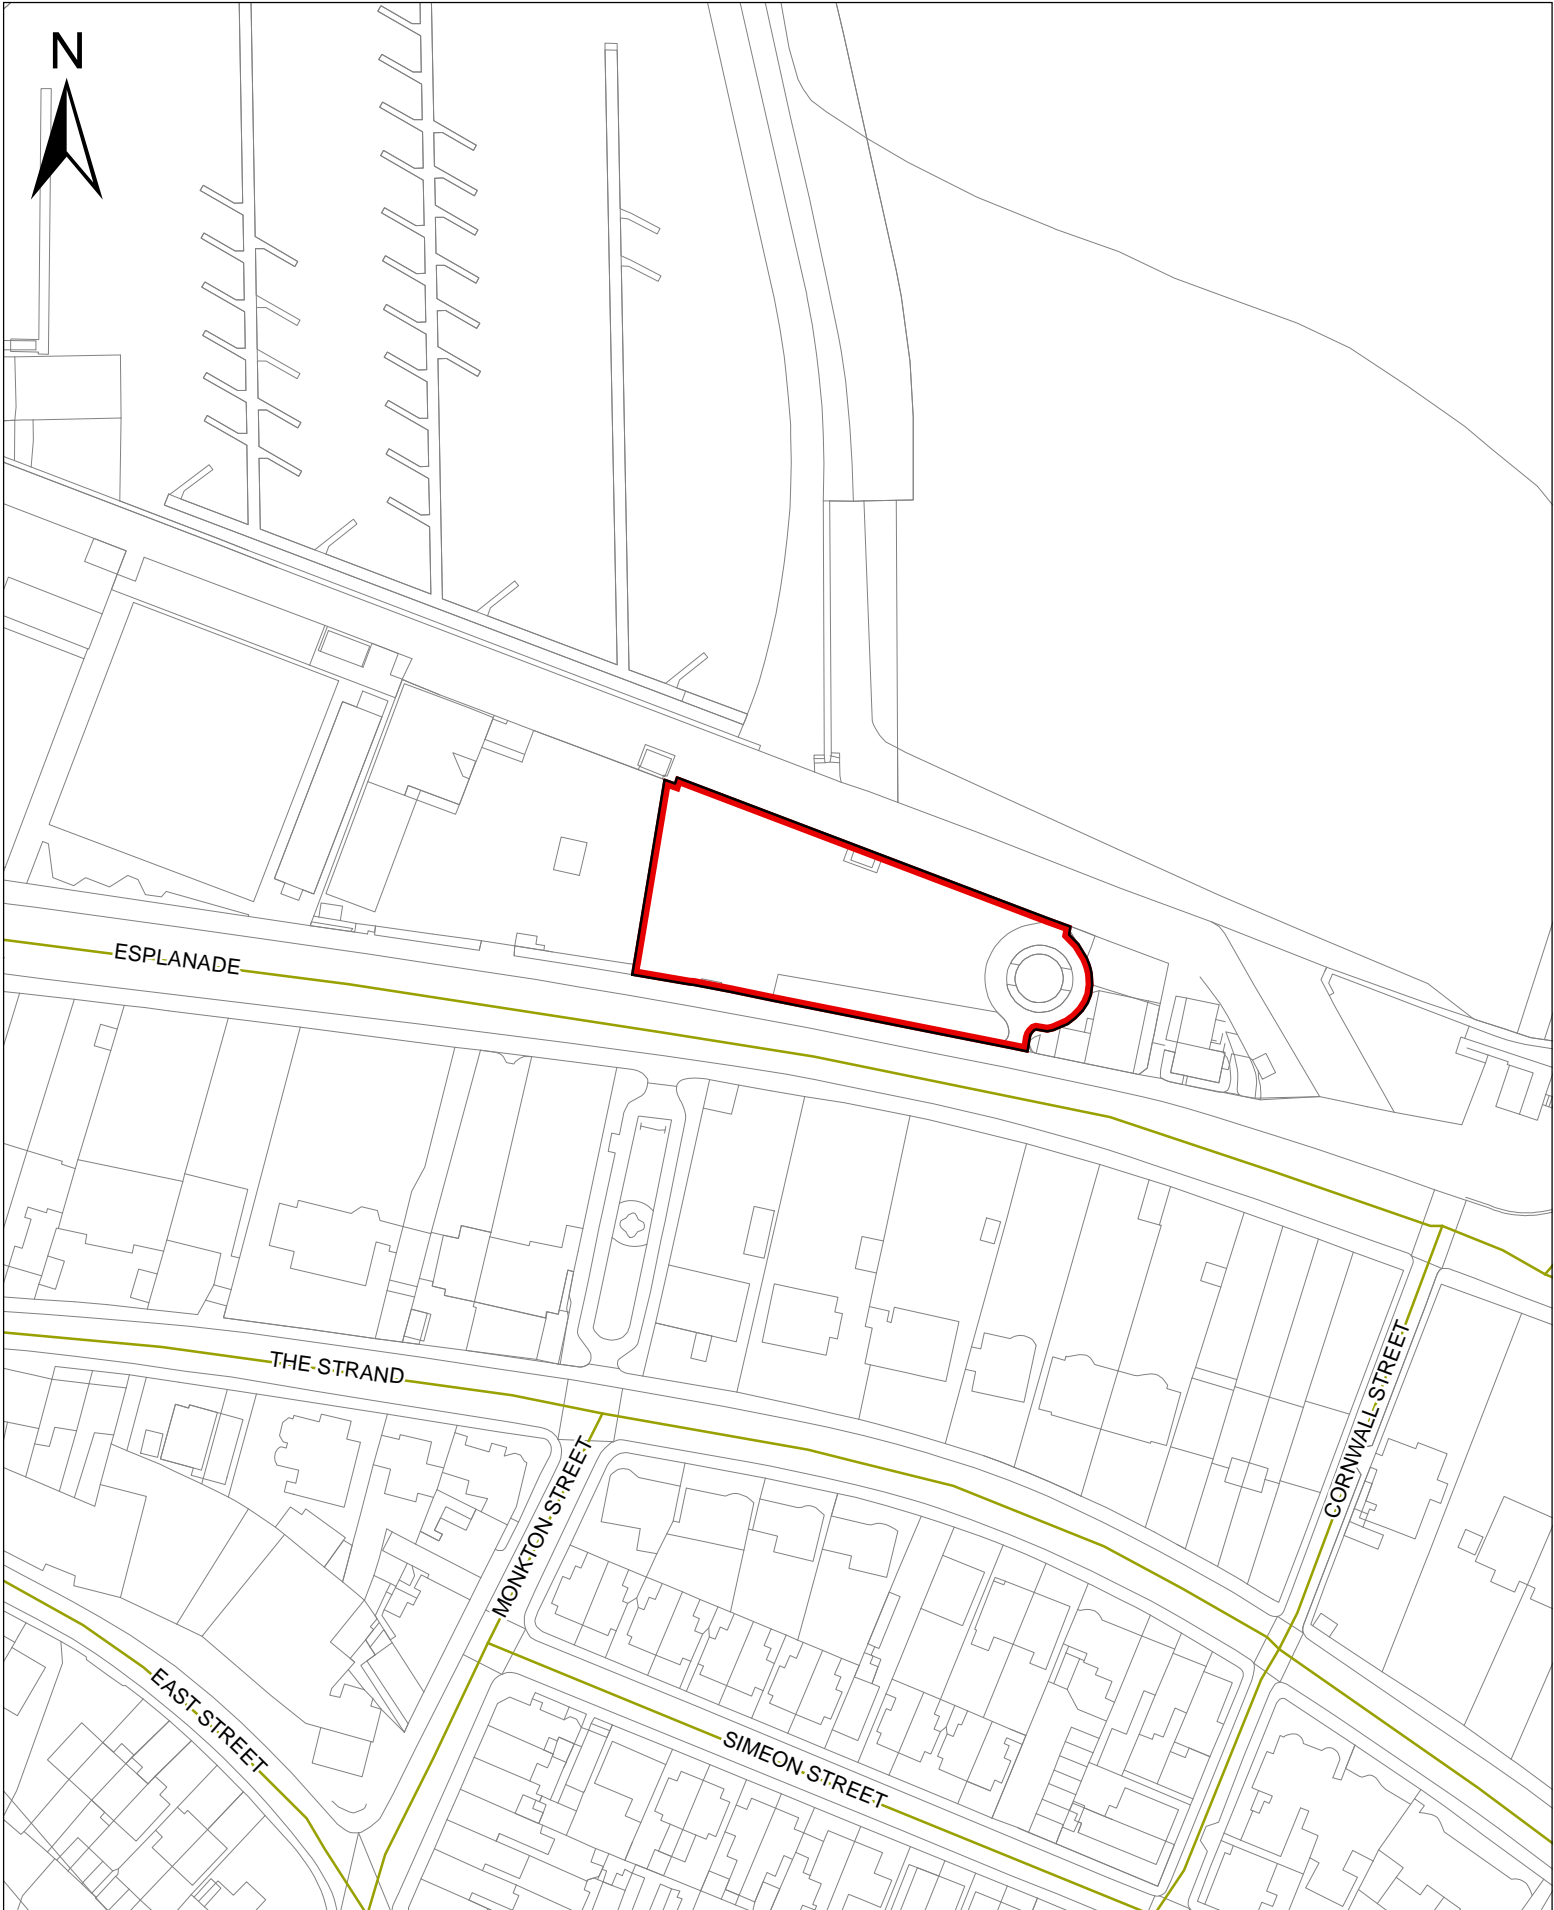 N
ESPLANADE
THE STRAND
CORNWALL STREET
MONKTON STREET
EAST STREET
SIMEON STREET